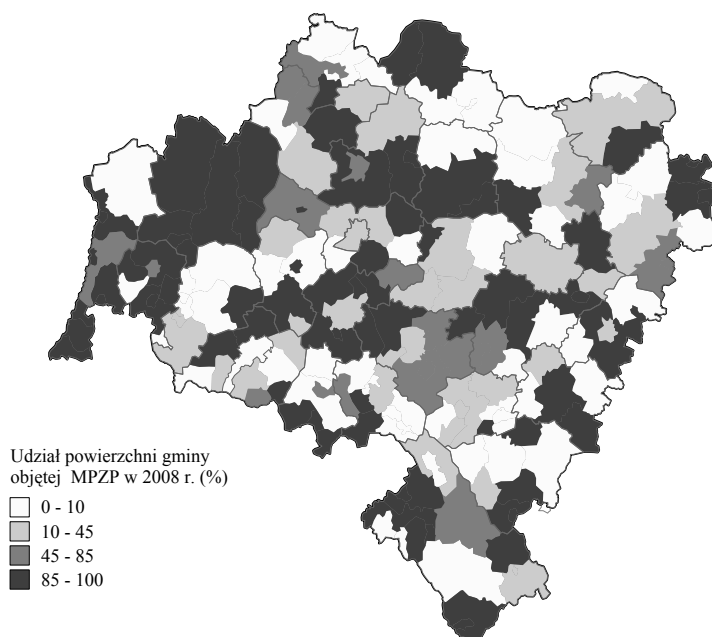 Udział powierzchni gminy
objętej MPZP w 2008 r. (%)
0 - 10
10 - 45
45 - 85
85 - 100